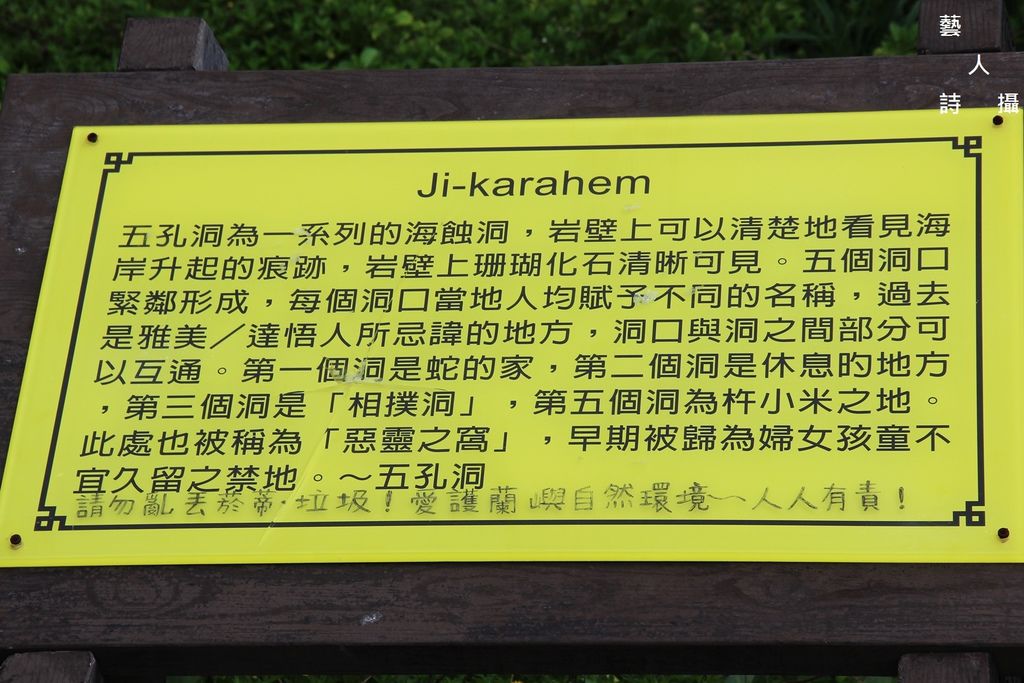 藝
人
詩 攝
Ji-karahem
五孔洞為一系列的海蝕洞，岩壁上可以清楚地看見海
岸升起的痕跡，岩壁上珊瑚化石清晰可見。五個洞口
緊鄰形成，每個洞口當地人均賦予不同的名稱，過去
是雅美／達悟人所忌諱的地方，洞口與洞之間部分可
以互通。第一個洞是蛇的家，第二個洞是休息的地方
，第三個洞是「相撲洞」，第五個洞為杵小米之地。
此處也被稱為「惡靈之窩」，早期被歸為婦女孩童不
宜久留之禁地。～五孔洞
請勿亂丟菸蒂·垃圾！愛護蘭嶼自然環境～人人有責！